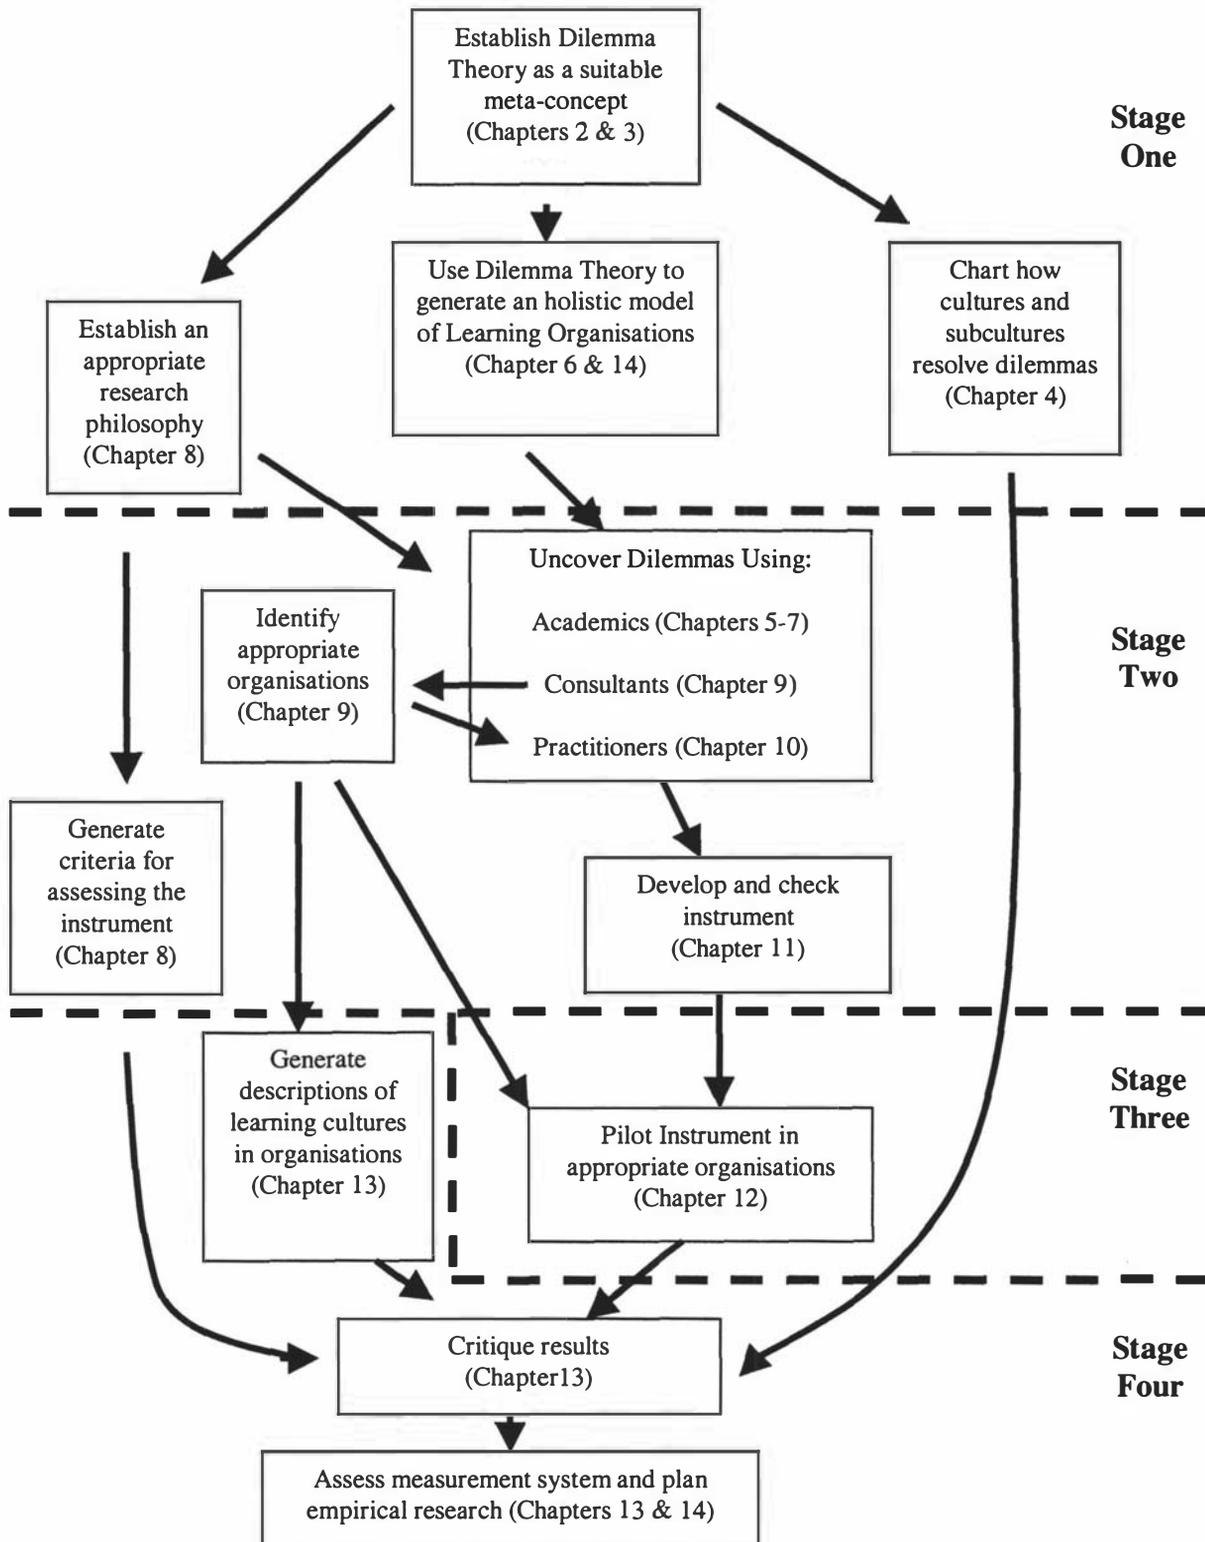 Establish Dilemma
Theory as a suitable
meta-concept
(Chapters 2 & 3)
Stage
One
Use Dilemma Theory to
generate an holistic model
of Learning Organisations
(Chapter 6 & 14)
Chart how
cultures and
subcultures
resolve dilemmas
(Chapter 4)
Establish an
appropriate
research
philosophy
(Chapter 8)
Uncover Dilemmas Using:
Academics (Chapters 5-7)
Consultants (Chapter 9)
Practitioners (Chapter 10)
Identify
appropriate
organisations
(Chapter 9)
Stage
Two
Generate
criteria for
assessing the
instrument
(Chapter 8)
Develop and check
instrument
(Chapter 11)
Generate
descriptions of
learning cultures
in organisations
(Chapter 13)
Stage
Three
Pilot Instrument in
appropriate organisations
(Chapter 12)
Critique results
(Chapter13)
Stage
Four
Assess measurement system and plan
empirical research (Chapters 13 & 14)